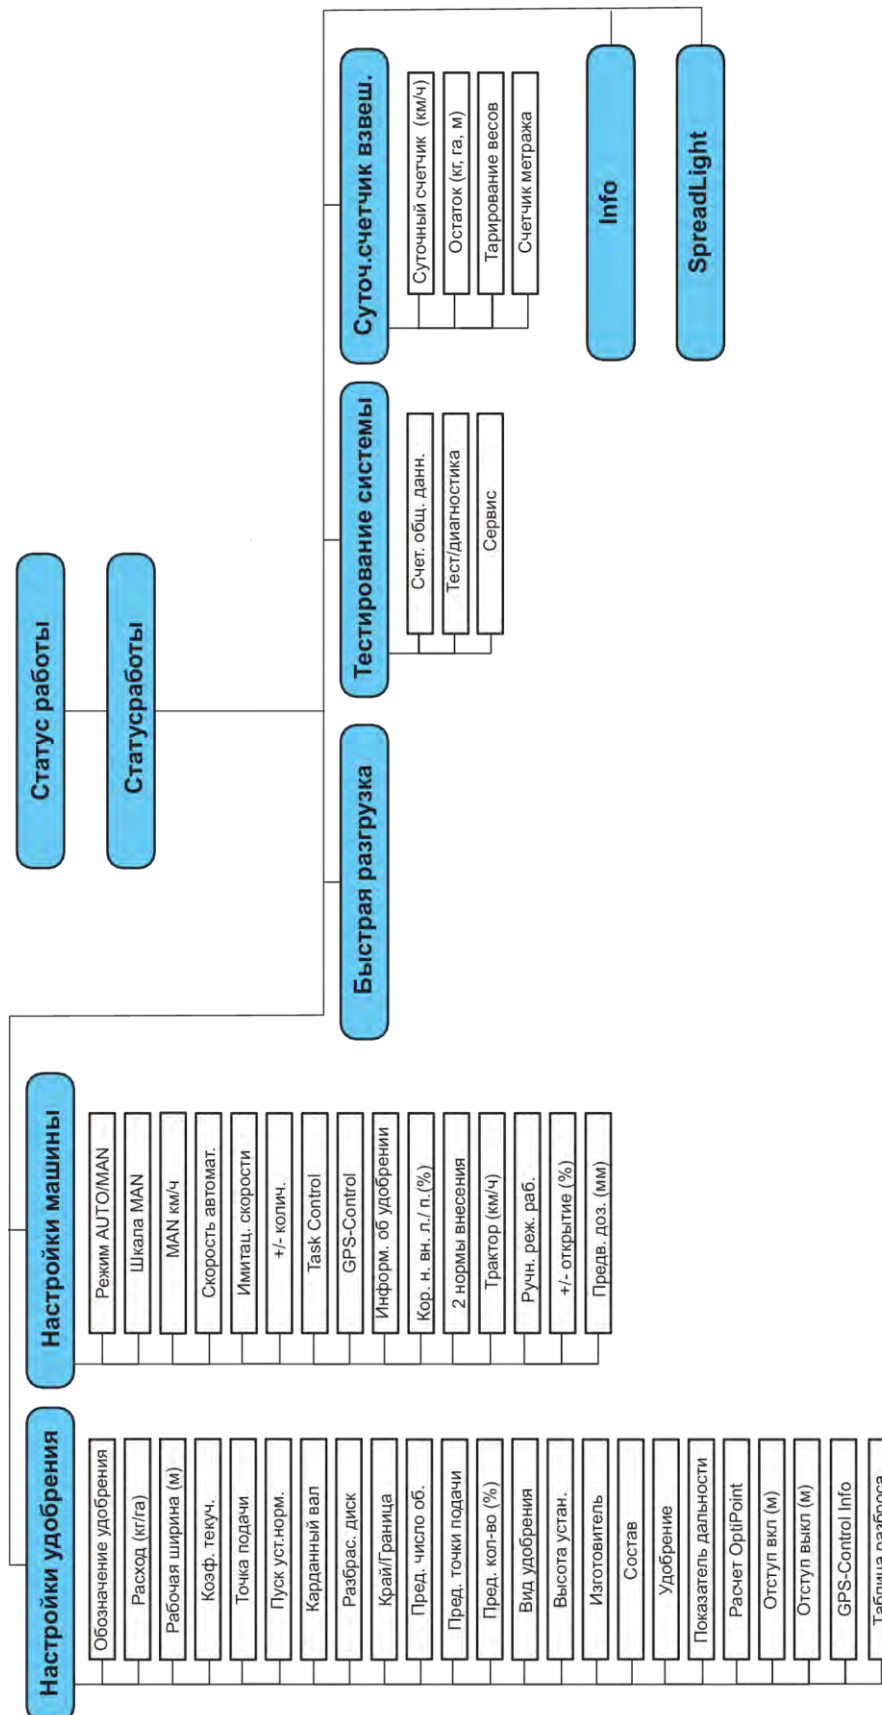 Статус работы
Статусработы
Настройки удобрения
Обозначение удобрения
Расход (кг/га)
Рабочая ширина (м)
Коэф. текуч.
Точка подачи
Пуск уст.норм.
Карданный вал
Разбрас. диск
Край/Граница
Пред. число об.
Пред. точки подачи
Пред. кол-во (%)
Вид удобрения
Высота устан.
Изготовитель
Состав
Удобрение
Показатель дальности
Расчет OptiPoint
Отступ вкл (м)
Отступ выкл (м)
GPS-Control Info
Таблица разброса
Настройки машины
Режим AUTO/MAN
Шкала MAN
MAN км/ч
Скорость автомат.
Имитац. скорости
+/- колич.
Task Control
GPS-Control
Информ. об удобрении
Кор. н. вн. л./ п.(%)
2 нормы внесения
Трактор (км/ч)
Ручн. реж. раб.
+/- открытие (%)
Предв. доз. (мм)
Быстрая разгрузка
Тестирование системы
Счет. общ. данн.
Тест/диагностика
Сервис
Суточ.счетчик взвеш.
Суточный счетчик (км/ч)
Остаток (кг, га, м)
Тарирование весов
Счетчик метража
Info
SpreadLight